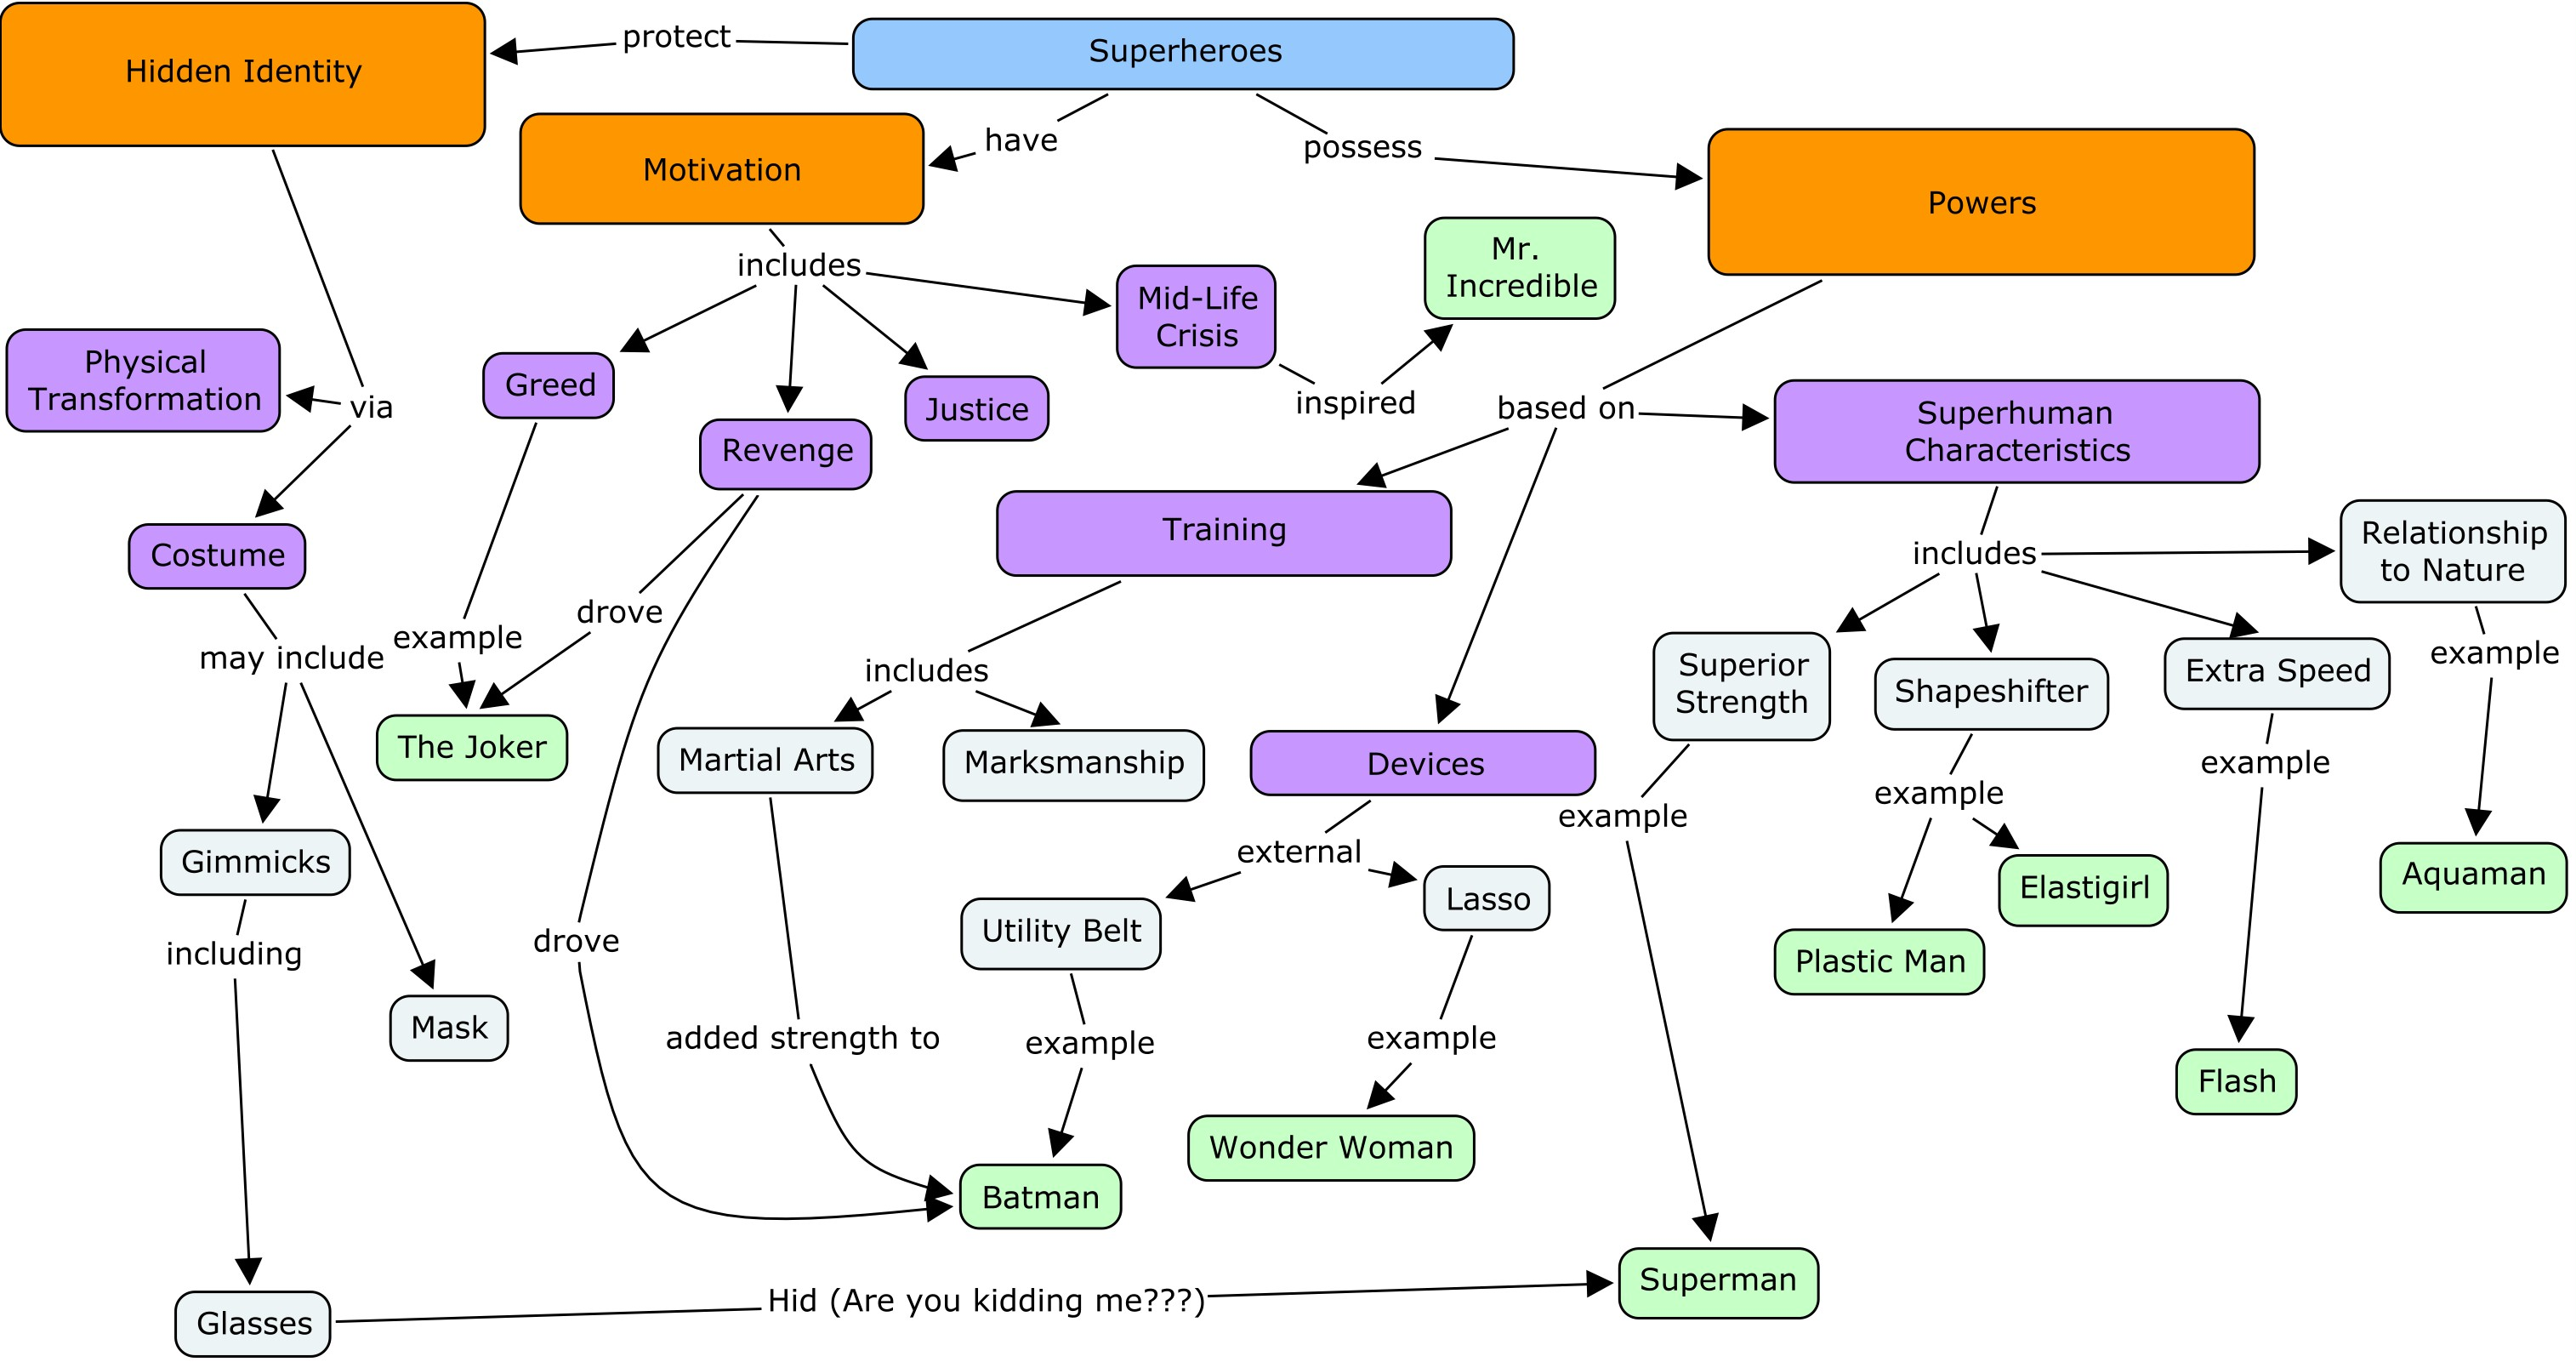 Superheroes
protect
Hidden Identity
have
Motivation
possess
Powers
includes
Mid-Life
Crisis
Mr.
Incredible
inspired
Greed
Justice
Revenge
Physical
Transformation
via
Costume
may include
example
drove
The Joker
Gimmicks
including
Mask
drove
Glasses
Hid (Are you kidding me???)
based on
Training
Superhuman
Characteristics
includes
Martial Arts
Marksmanship
added strength to
Devices
external
Utility Belt
Lasso
example
example
Batman
Wonder Woman
includes
Relationship
to Nature
Superior
Strength
Shapeshifter
Extra Speed
example
example
example
example
Plastic Man
Elastigirl
Aquaman
Flash
Superman